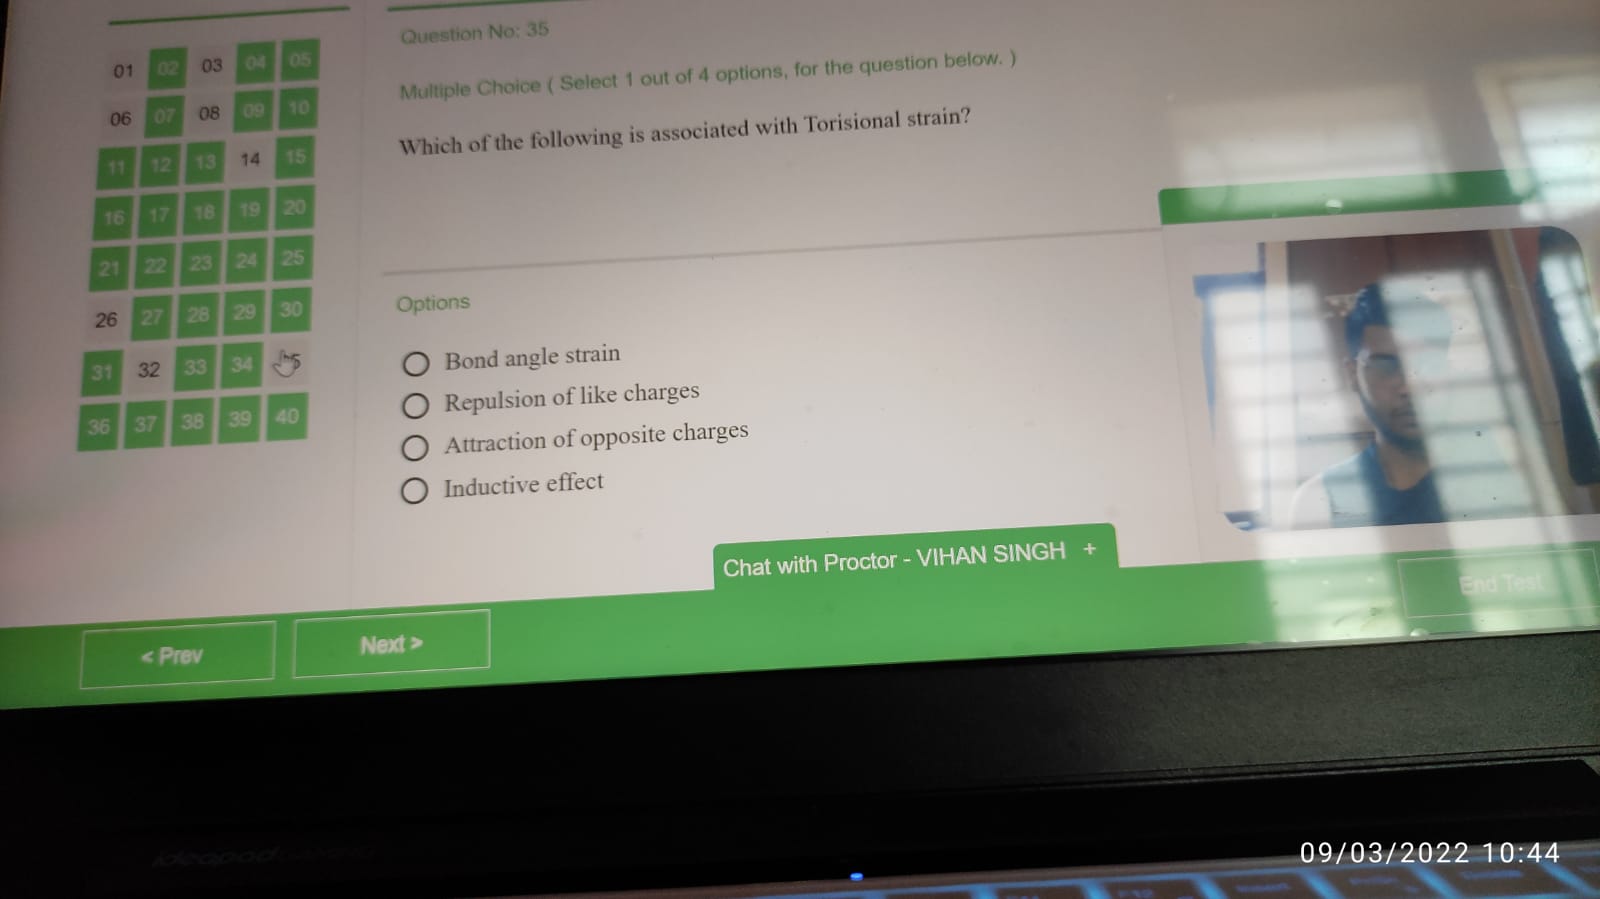 Question No: 35
Multiple Choice ( Select 1 out of 4 options, for the question below. )
Which of the following is associated with Torisional strain?
01 02 03 04 05
06 07 08 09 10
11 12 13 14 15
16 17 18 19 20
21 22 23 24 25
26 27 28 29 30
31 32 33 34
36 37 38 39 40
Options
Bond angle strain
Repulsion of like charges
Attraction of opposite charges
Inductive effect
Chat with Proctor - VIHAN SINGH +
End Test
< Prev
Next >
ideapad
09/03/2022 10:44